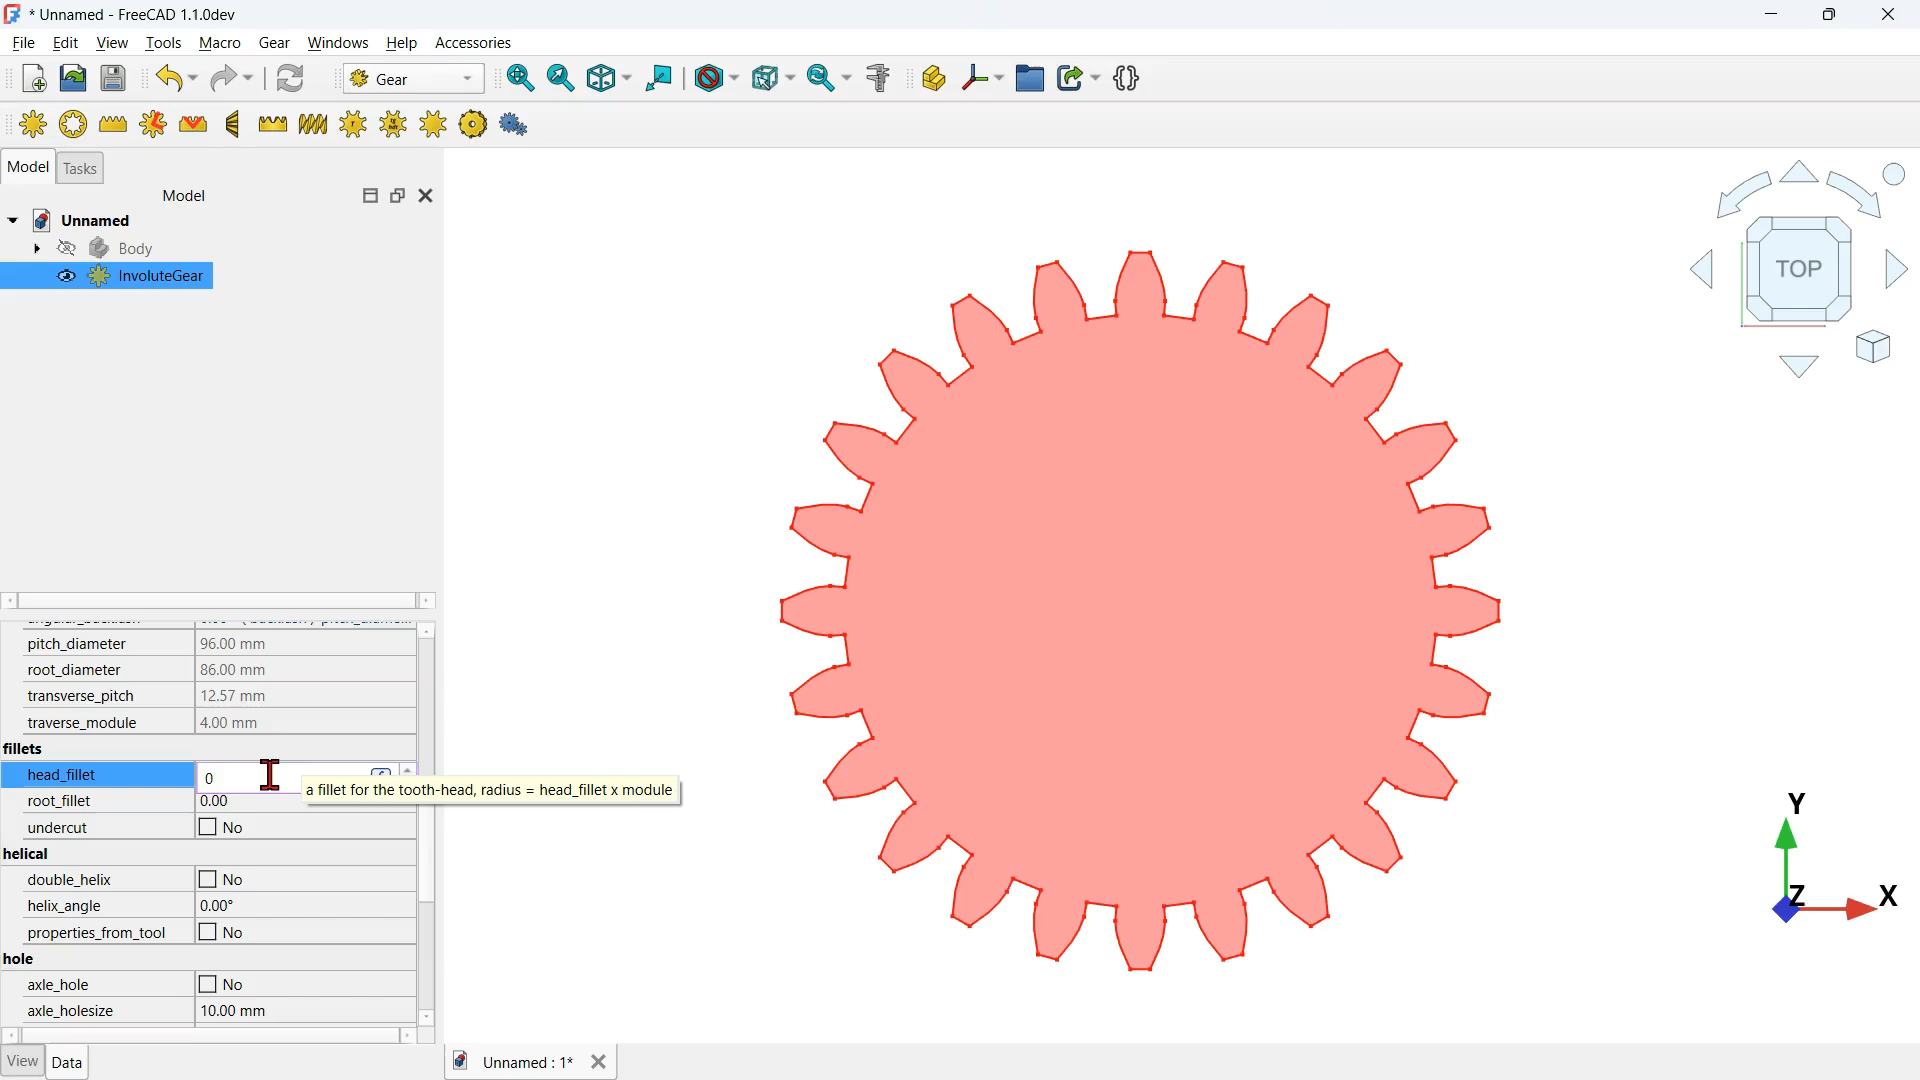 * Unnamed - FreeCAD 1.1.0dev
File Edit View Tools Macro Gear Windows Help Accessories
Gear
Model Tasks
Model
Unnamed
Body
InvoluteGear
pitch_diameter 96.00 mm
root_diameter 86.00 mm
transverse_pitch 12.57 mm
traverse_module 4.00 mm
fillets
head_fillet 0
a fillet for the tooth-head, radius = head_fillet x module
root_fillet 0.00
undercut No
helical
double_helix No
helix_angle 0.00°
properties_from_tool No
hole
axle_hole No
axle_holesize 10.00 mm
View Data
Unnamed : 1*
TOP
Y
Z
X